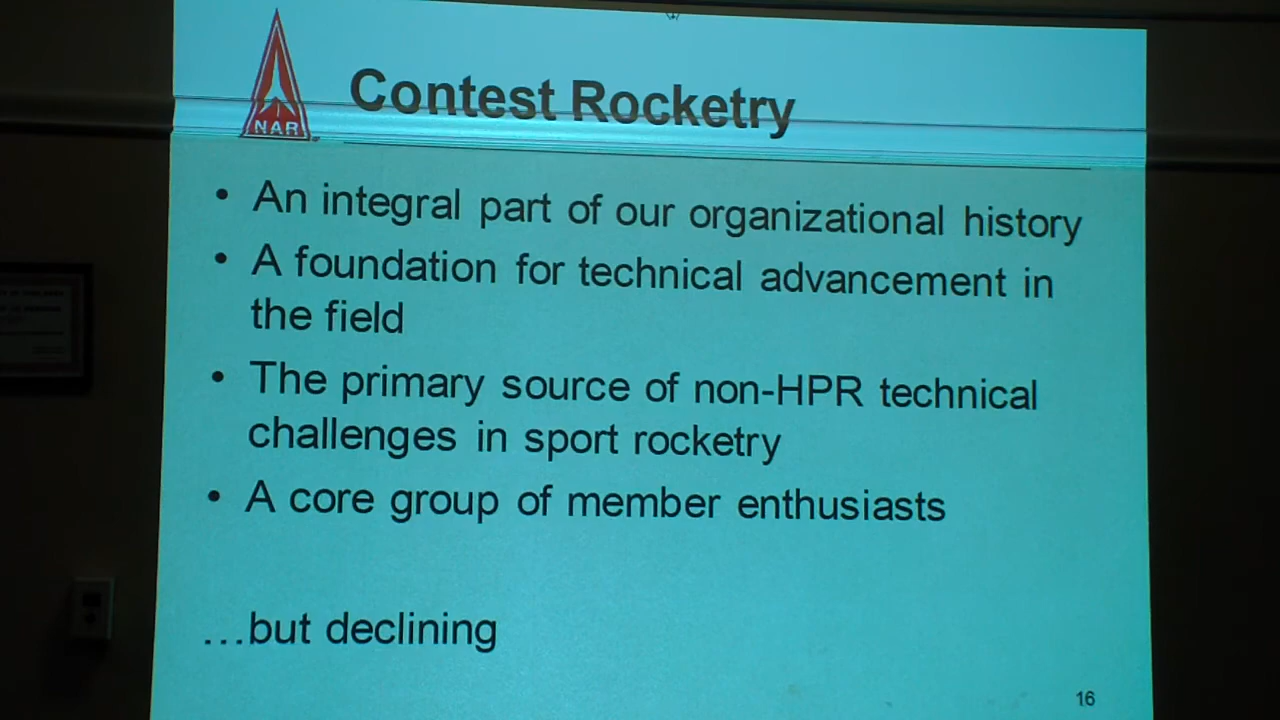 NAR
Contest Rocketry
• An integral part of our organizational history
• A foundation for technical advancement in
the field
• The primary source of non-HPR technical
challenges in sport rocketry
• A core group of member enthusiasts
…but declining
16